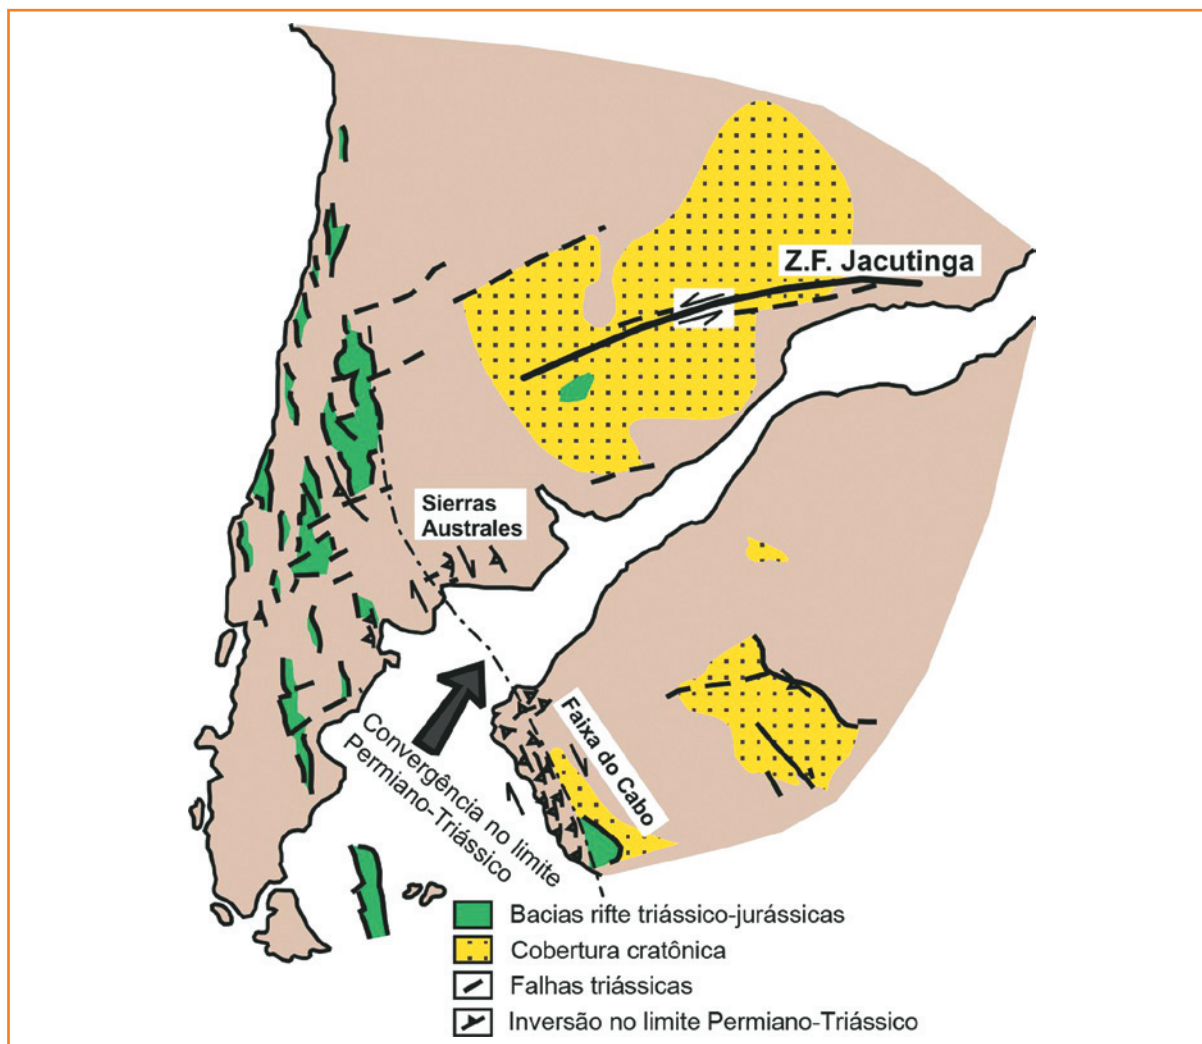 Z.F. Jacutinga
Sierras
Australes
Faixa do Cabo
Convergência no limite
Permiano-Triássico
Bacias rifte triássico-jurássicas
Cobertura cratônica
Falhas triássicas
Inversão no limite Permiano-Triássico